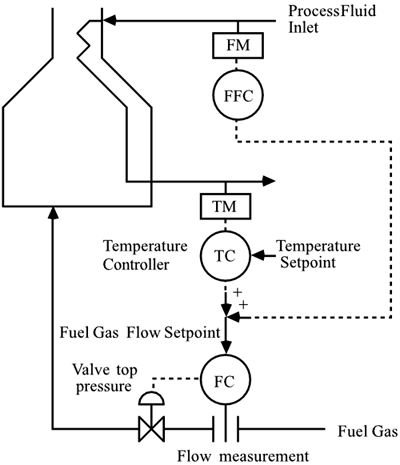 ProcessFluid
Inlet
FM
FFC
TM
Temperature
Controller
TC
Temperature
Setpoint
+
+
Fuel Gas Flow Setpoint
Valve top
pressure
FC
Fuel Gas
Flow measurement